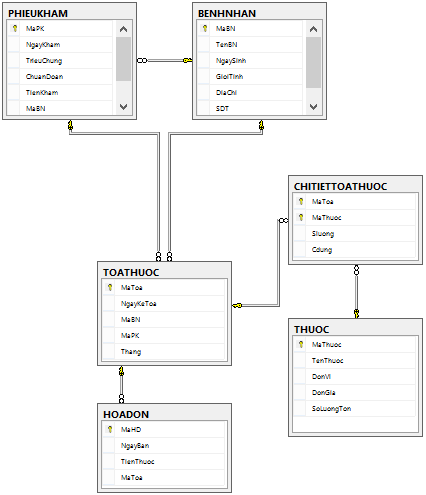 PHIEUKHAM
MaPK
NgayKham
TrieuChung
ChuanDoan
TienKham
MaBN
BENHNHAN
MaBN
TenBN
NgaySinh
GioiTinh
DiaChi
SDT
CHITIETTOATHUOC
MaToa
MaThuoc
Sluong
Cdung
TOATHUOC
MaToa
NgayKeToa
MaBN
MaPK
Thang
THUOC
MaThuoc
TenThuoc
DonVi
DonGia
SoLuongTon
HOADON
MaHD
NgayBan
TienThuoc
MaToa